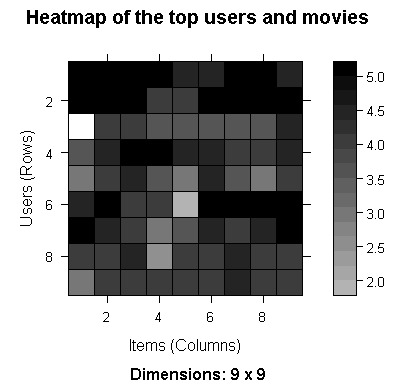 Heatmap of the top users and movies
Users (Rows)
2
4
6
8
2 4 6 8
Items (Columns)
Dimensions: 9 x 9
5.0
4.5
4.0
3.5
3.0
2.5
2.0